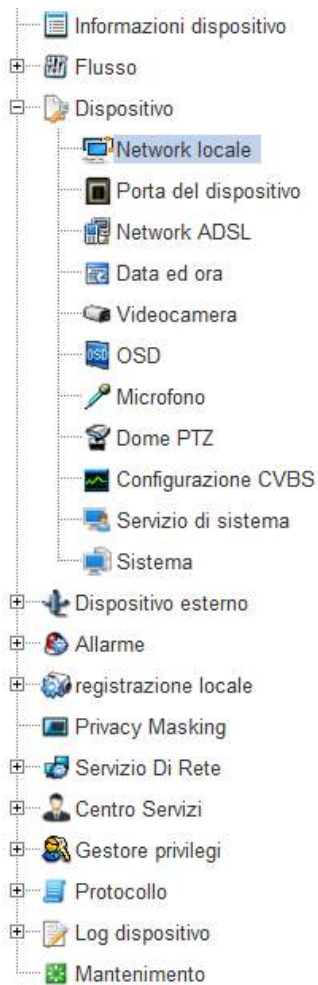 Informazioni dispositivo
Flusso
Dispositivo
Network locale
Porta del dispositivo
Network ADSL
Data ed ora
Videocamera
OSD
Microfono
Dome PTZ
Configurazione CVBS
Servizio di sistema
Sistema
Dispositivo esterno
Allarme
registrazione locale
Privacy Masking
Servizio Di Rete
Centro Servizi
Gestore privilegi
Protocollo
Log dispositivo
Mantenimento